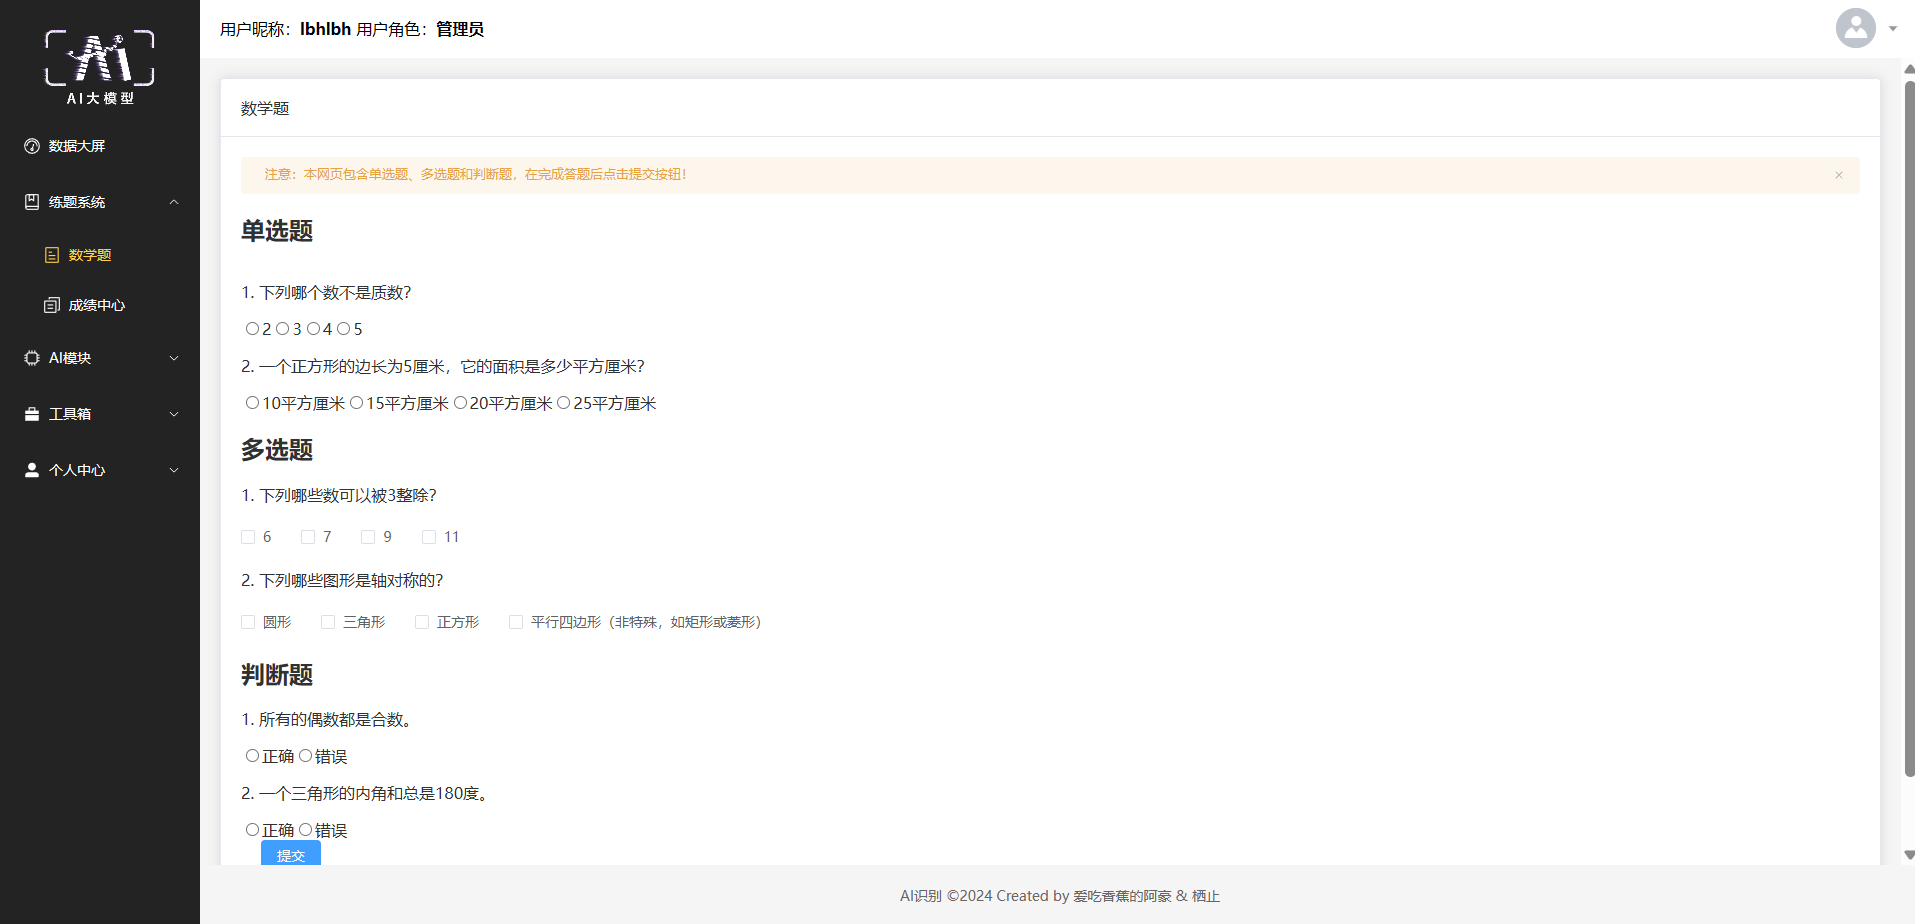 用户昵称：lbhlbh 用户角色：管理员
AI
AI大模型
数据大屏
练题系统
数学题
成绩中心
AI模块
工具箱
个人中心
数学题
注意：本网页包含单选题、多选题和判断题，在完成答题后点击提交按钮！
单选题
1. 下列哪个数不是质数？
2 3 4 5
2. 一个正方形的边长为5厘米，它的面积是多少平方厘米？
10平方厘米 15平方厘米 20平方厘米 25平方厘米
多选题
1. 下列哪些数可以被3整除？
6 7 9 11
2. 下列哪些图形是轴对称的？
圆形 三角形 正方形 平行四边形（非特殊，如矩形或菱形）
判断题
1. 所有的偶数都是合数。
正确 错误
2. 一个三角形的内角和总是180度。
正确 错误
提交
AI识别 ©2024 Created by 爱吃香蕉的阿豪 & 栖止